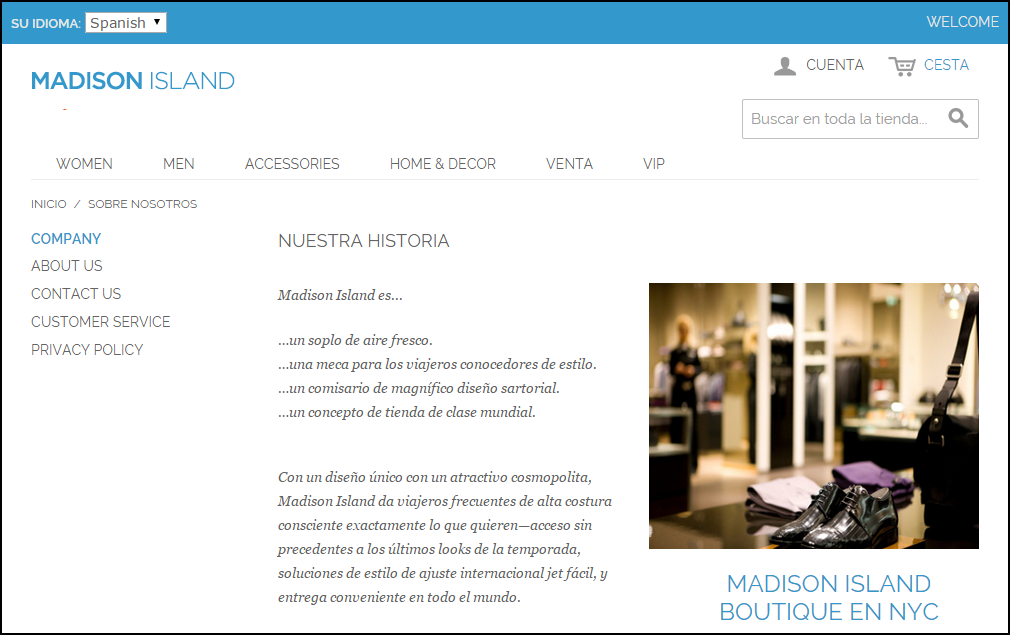 SU IDIOMA: Spanish
WELCOME
MADISON ISLAND
CUENTA
CESTA
Buscar en toda la tienda...
WOMEN MEN ACCESSORIES HOME & DECOR VENTA VIP
INICIO / SOBRE NOSOTROS
COMPANY
ABOUT US
CONTACT US
CUSTOMER SERVICE
PRIVACY POLICY
NUESTRA HISTORIA
Madison Island es...
...un soplo de aire fresco.
...una meca para los viajeros conocedores de estilo.
...un comisario de magnífico diseño sartorial.
...un concepto de tienda de clase mundial.
Con un diseño único con un atractivo cosmopolita,
Madison Island da viajeros frecuentes de alta costura
consciente exactamente lo que quieren—acceso sin
precedentes a los últimos looks de la temporada,
soluciones de estilo de ajuste internacional jet fácil, y
entrega conveniente en todo el mundo.
MADISON ISLAND
BOUTIQUE EN NYC